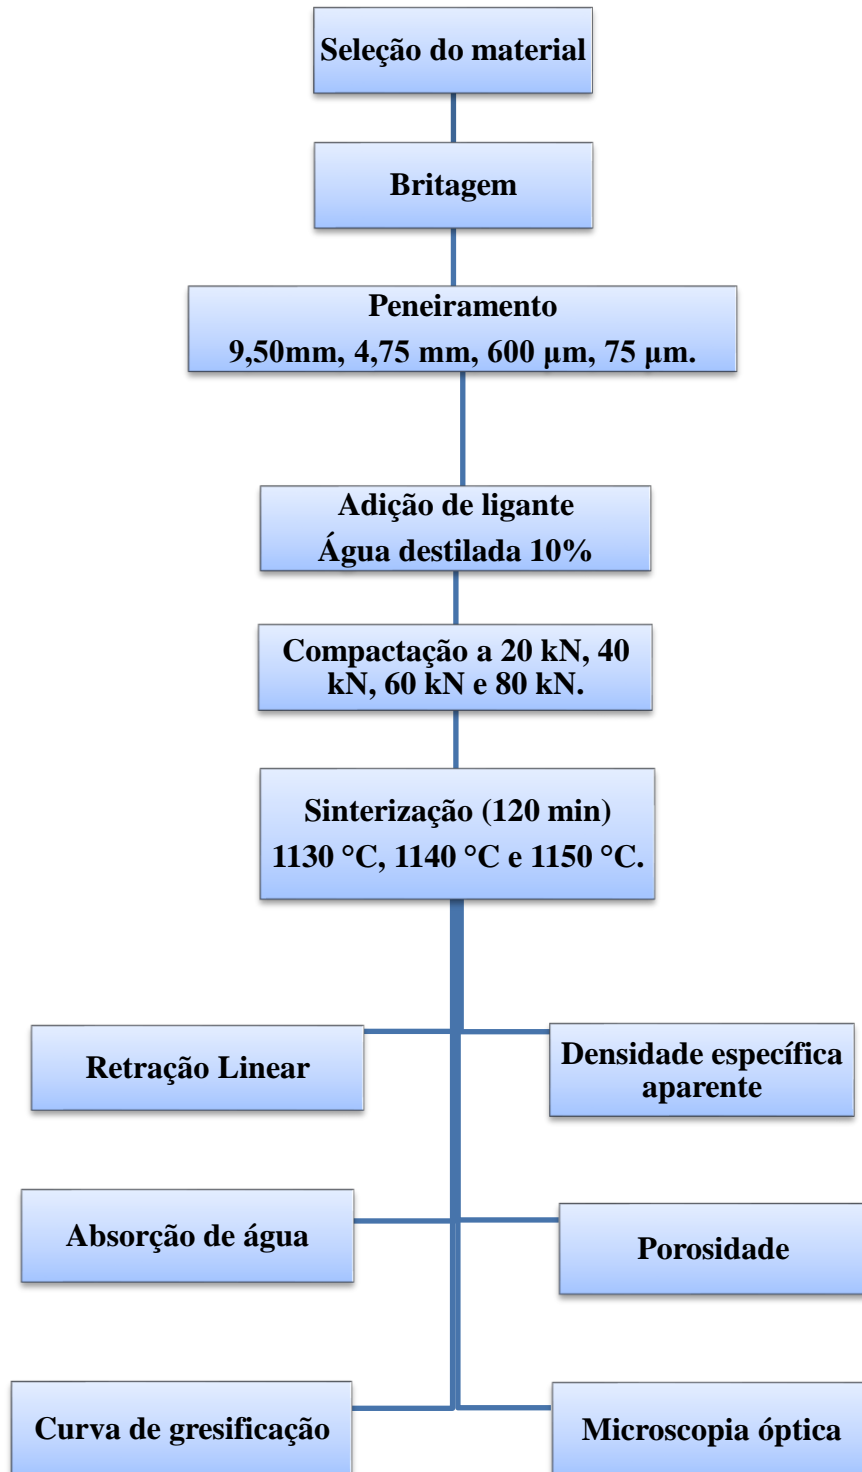 Seleção do material
Britagem
Peneiramento
9,50mm, 4,75 mm, 600 µm, 75 µm.
Adição de ligante
Água destilada 10%
Compactação a 20 kN, 40
kN, 60 kN e 80 kN.
Sinterização (120 min)
1130 °C, 1140 °C e 1150 °C.
Retração Linear
Densidade específica
aparente
Absorção de água
Porosidade
Curva de gresificação
Microscopia óptica